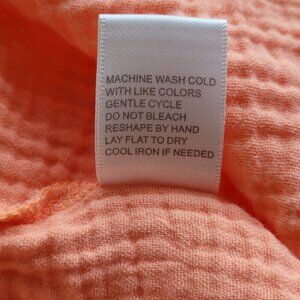 MACHINE WASH COLD
WITH LIKE COLORS
GENTLE CYCLE
DO NOT BLEACH
RESHAPE BY HAND
LAY FLAT TO DRY
COOL IRON IF NEEDED